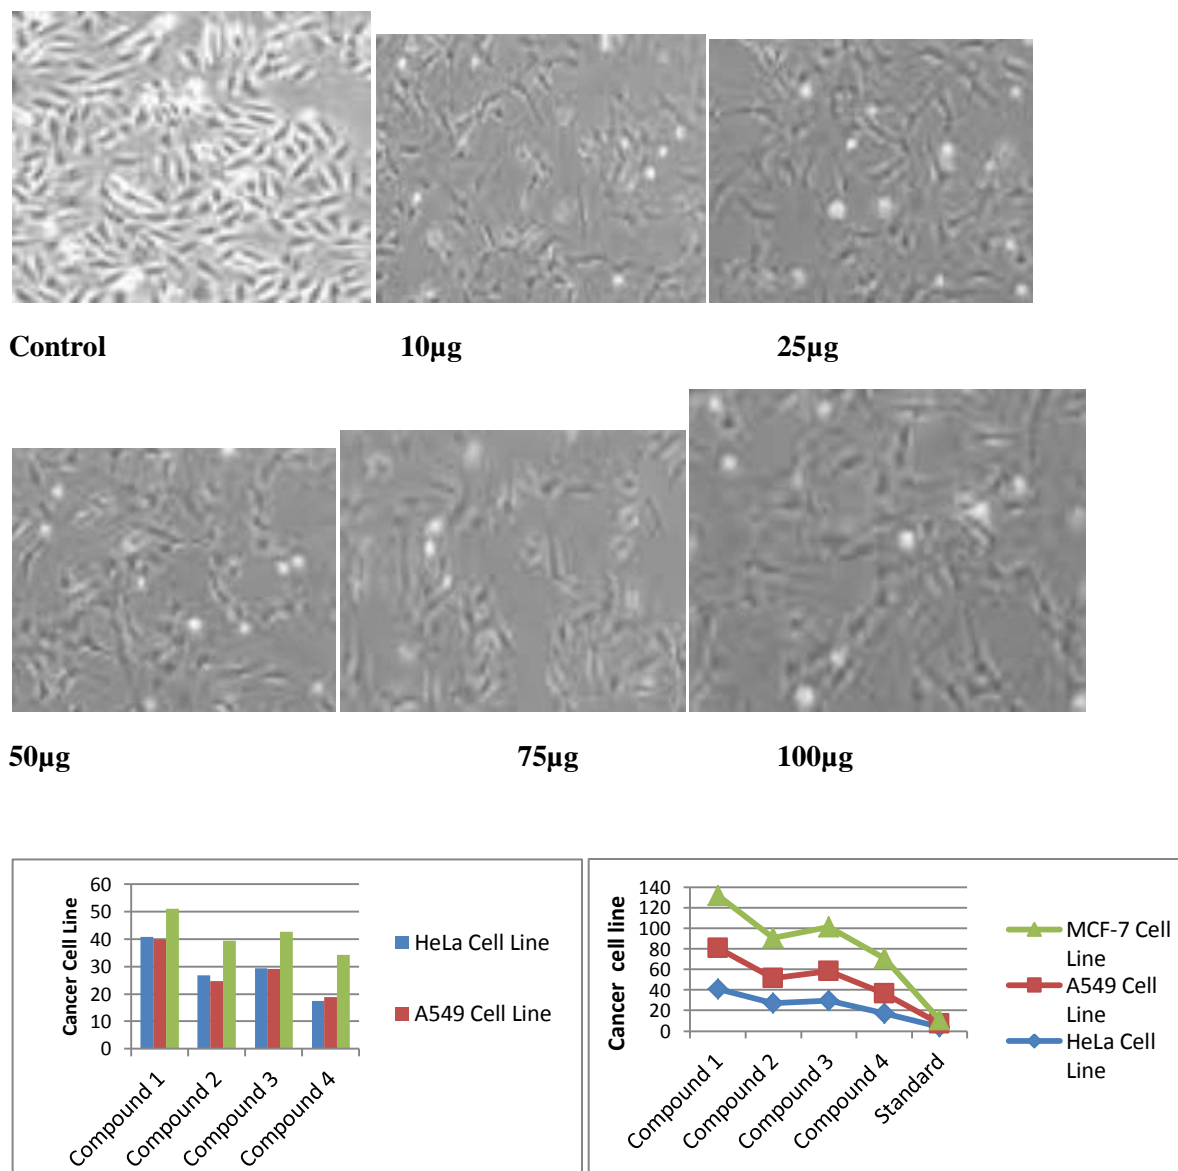 Control 10µg 25µg
50µg 75µg 100µg
Cancer Cell Line
60
50
40
30
20
10
0
Compound 1
Compound 2
Compound 3
Compound 4
HeLa Cell Line
A549 Cell Line
Cancer cell line
140
120
100
80
60
40
20
0
Compound 1
Compound 2
Compound 3
Compound 4
Standard
MCF-7 Cell
Line
A549 Cell
Line
HeLa Cell
Line